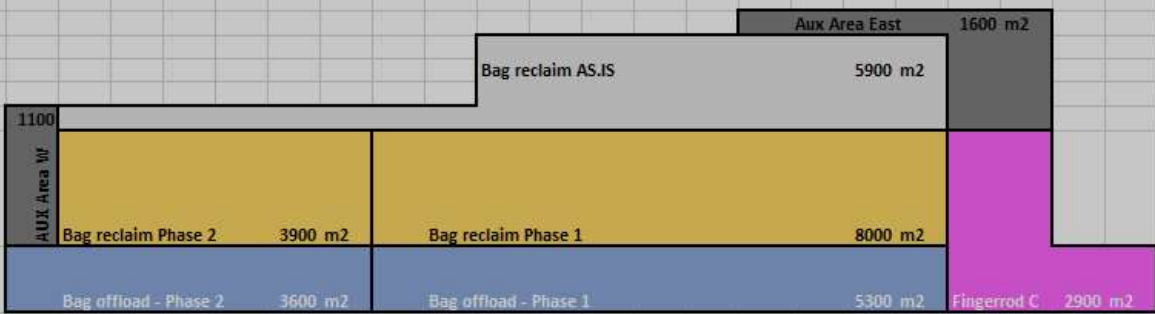 Aux Area East 1600 m2
Bag reclaim AS.IS 5900 m2
1100
AUX Area W
Bag reclaim Phase 2 3900 m2
Bag reclaim Phase 1 8000 m2
Bag offload - Phase 2 3600 m2
Bag offload - Phase 1 5300 m2
Fingerrod C 2900 m2